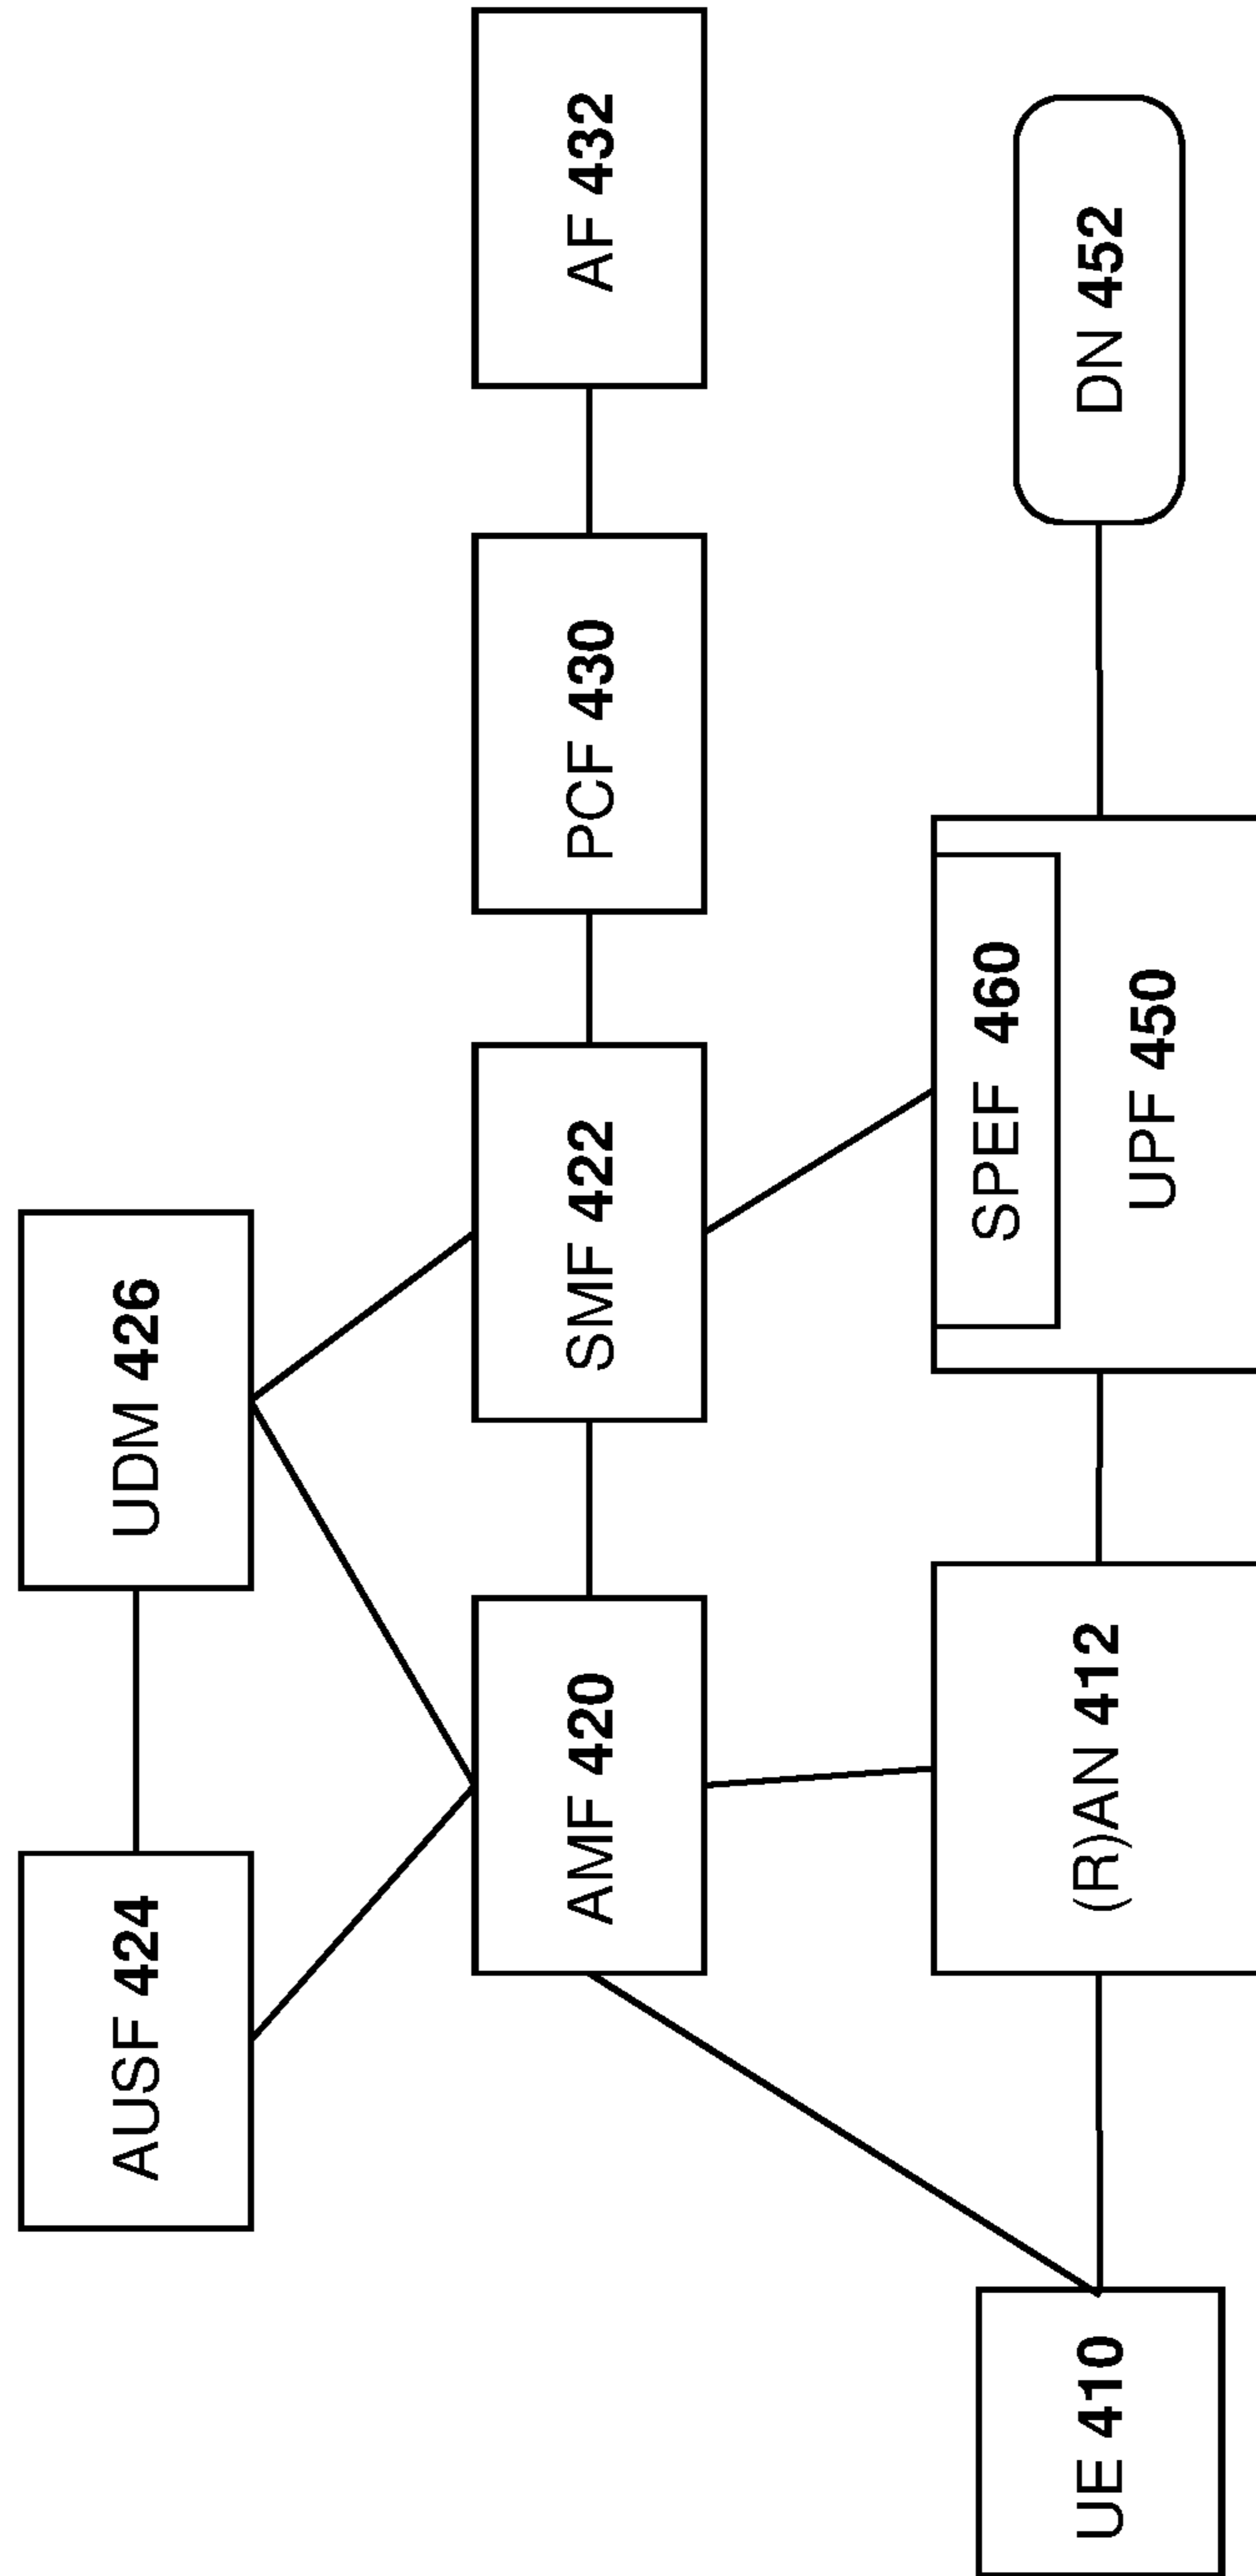 AUSF 424
UDM 426
AMF 420
SMF 422
PCF 430
AF 432
UE 410
(R)AN 412
SPEF 460
UPF 450
DN 452